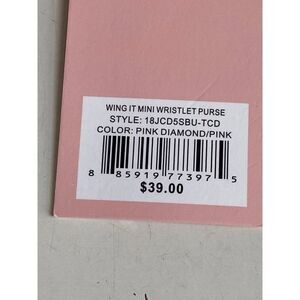 WING IT MINI WRISTLET PURSE
STYLE: 18JCD5SBU-TCD
COLOR: PINK DIAMOND/PINK
8 85919 77397 5
$39.00